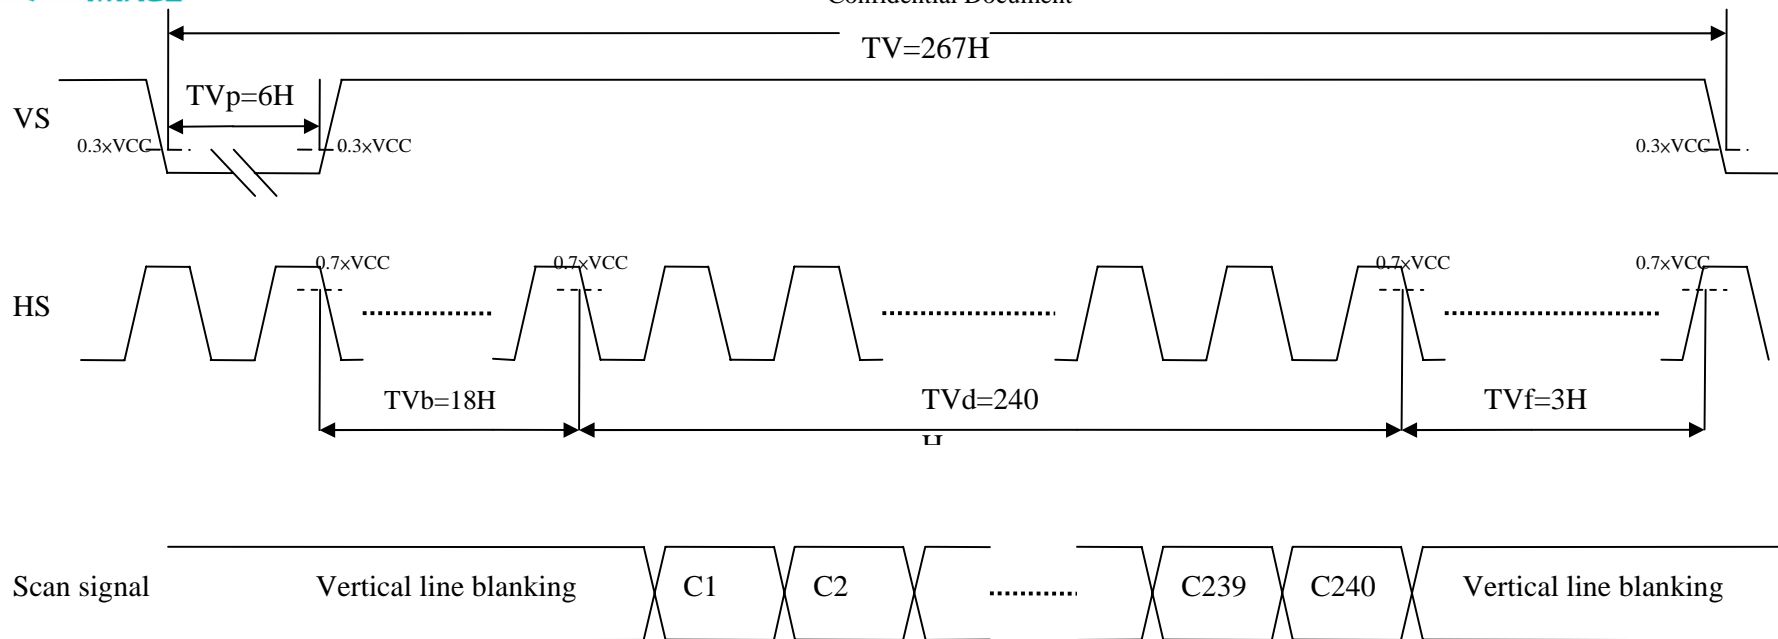 Confidential Document
TV=267H
TVp=6H
VS
0.3×VCC
0.3×VCC
0.3×VCC
0.7×VCC
0.7×VCC
0.7×VCC
0.7×VCC
HS
TVb=18H
TVd=240
H
TVf=3H
Scan signal
Vertical line blanking
C1
C2
C239
C240
Vertical line blanking